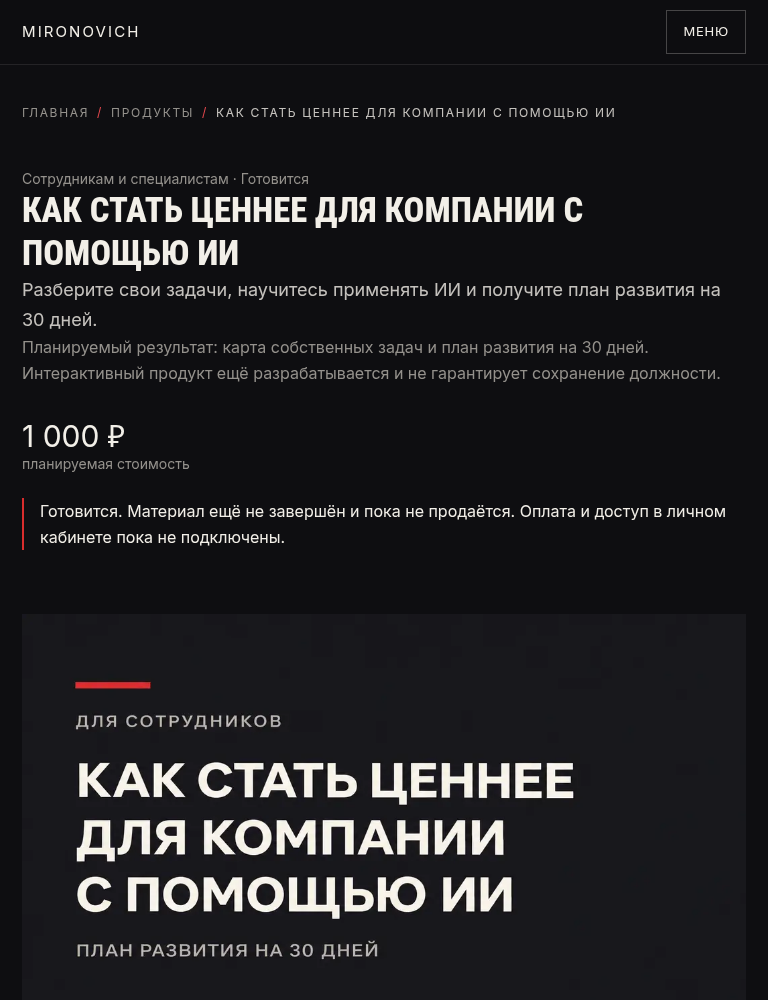 MIRONOVICH
МЕНЮ
ГЛАВНАЯ / ПРОДУКТЫ / КАК СТАТЬ ЦЕННЕЕ ДЛЯ КОМПАНИИ С ПОМОЩЬЮ ИИ
Сотрудникам и специалистам · Готовится
КАК СТАТЬ ЦЕННЕЕ ДЛЯ КОМПАНИИ С
ПОМОЩЬЮ ИИ
Разберите свои задачи, научитесь применять ИИ и получите план развития на
30 дней.
Планируемый результат: карта собственных задач и план развития на 30 дней.
Интерактивный продукт ещё разрабатывается и не гарантирует сохранение должности.
1 000 ₽
планируемая стоимость
Готовится. Материал ещё не завершён и пока не продаётся. Оплата и доступ в личном
кабинете пока не подключены.
ДЛЯ СОТРУДНИКОВ
КАК СТАТЬ ЦЕННЕЕ
ДЛЯ КОМПАНИИ
С ПОМОЩЬЮ ИИ
ПЛАН РАЗВИТИЯ НА 30 ДНЕЙ